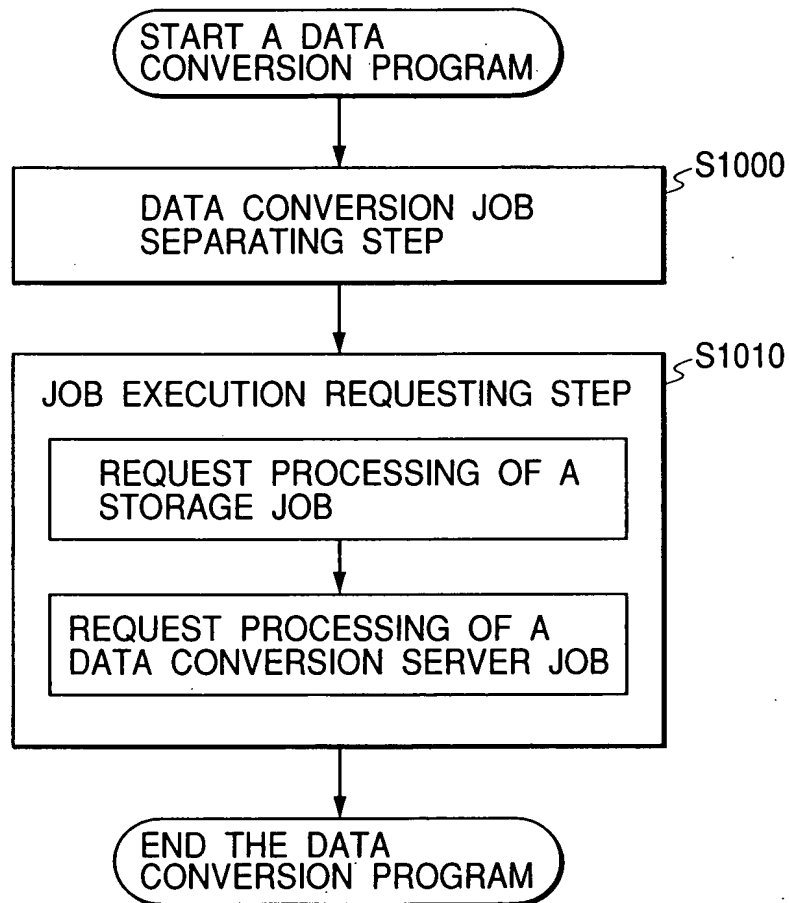 START A DATA
CONVERSION PROGRAM
S1000
DATA CONVERSION JOB
SEPARATING STEP
S1010
JOB EXECUTION REQUESTING STEP
REQUEST PROCESSING OF A
STORAGE JOB
REQUEST PROCESSING OF A
DATA CONVERSION SERVER JOB
END THE DATA
CONVERSION PROGRAM